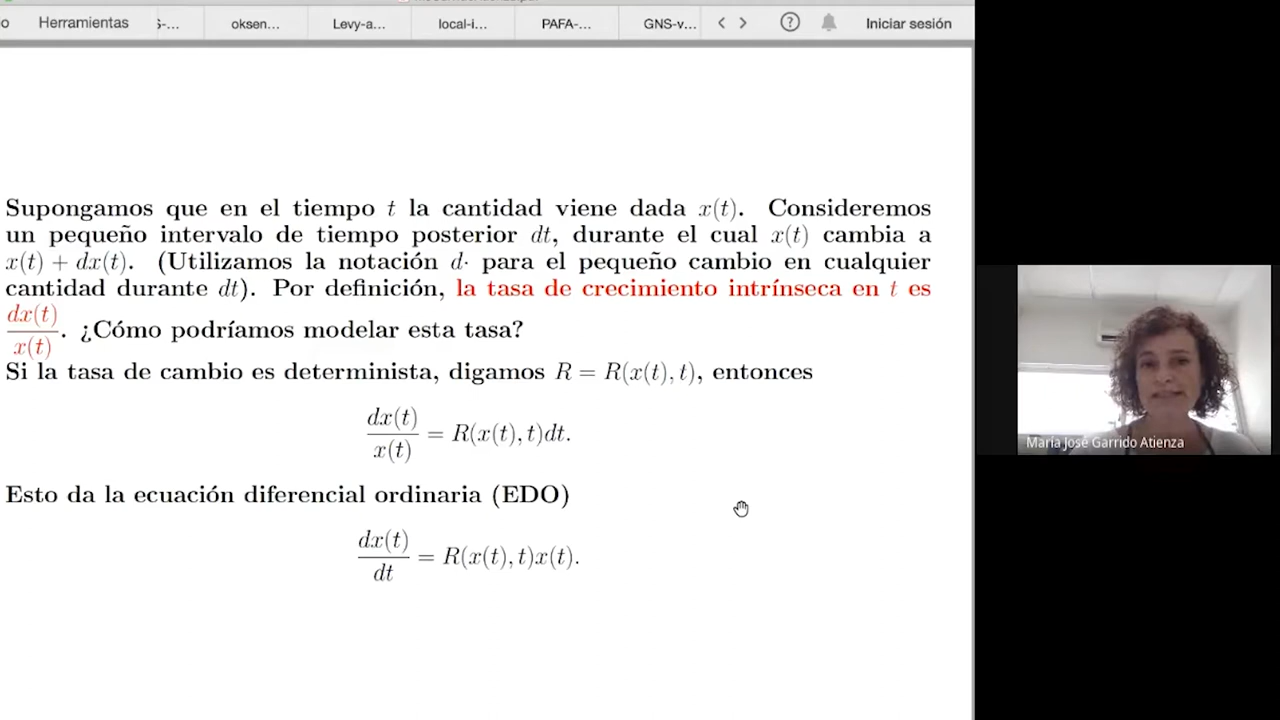 o Herramientas S-... oksen... Levy-a... local-i... PAFA-... GNS-v... < > ? Iniciar sesión
Supongamos que en el tiempo t la cantidad viene dada x(t). Consideremos
un pequeño intervalo de tiempo posterior dt, durante el cual x(t) cambia a
x(t) + dx(t). (Utilizamos la notación d· para el pequeño cambio en cualquier
cantidad durante dt). Por definición, la tasa de crecimiento intrínseca en t es
dx(t)/x(t). ¿Cómo podríamos modelar esta tasa?
Si la tasa de cambio es determinista, digamos R = R(x(t), t), entonces
dx(t)/x(t) = R(x(t), t)dt.
Esto da la ecuación diferencial ordinaria (EDO)
dx(t)/dt = R(x(t), t)x(t).
María José Garrido Atienza